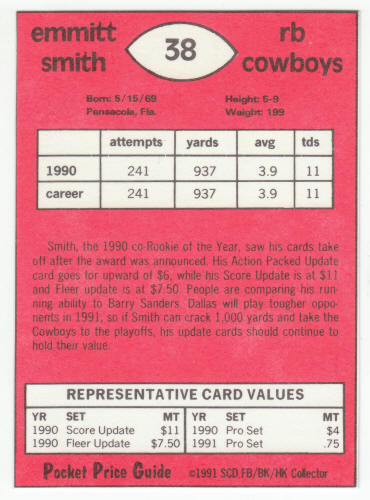 emmitt smith
38
rb cowboys
Born: 5/15/69
Pensacola, Fla.
Height: 5-9
Weight: 199
attempts yards avg tds
1990 241 937 3.9 11
career 241 937 3.9 11
Smith, the 1990 co-Rookie of the Year, saw his cards take
off after the award was announced. His Action Packed Update
card goes for upward of $6, while his Score Update is at $11
and Fleer update is at $7.50. People are comparing his run-
ning ability to Barry Sanders. Dallas will play tougher oppo-
nents in 1991, so if Smith can crack 1,000 yards and take the
Cowboys to the playoffs, his update cards should continue to
hold their value.
REPRESENTATIVE CARD VALUES
YR SET MT YR SET MT
1990 Score Update $11 1990 Pro Set $4
1990 Fleer Update $7.50 1991 Pro Set .75
Pocket Price Guide ©1991 SCD FB/BK/HK Collector